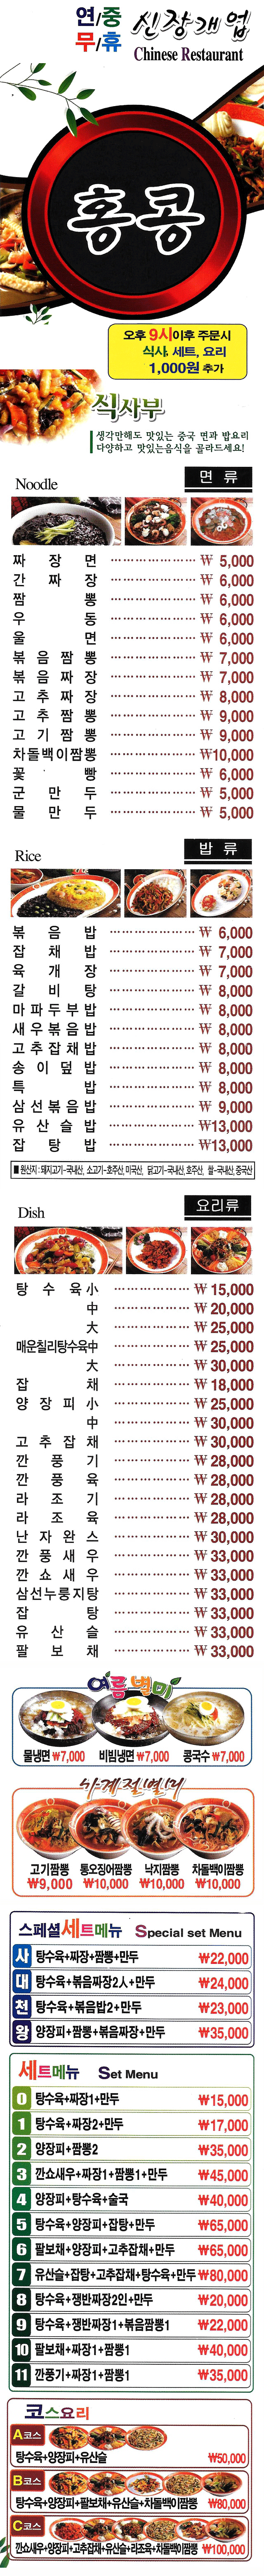 연/중
무/휴
신장개업
Chinese Restaurant
홍콩
오후 9시이후 주문시
식사, 세트, 요리
1,000원 추가
식사부
생각만해도 맛있는 중국 면과 밥요리
다양하고 맛있는음식을 골라드세요!
Noodle
면 류
짜 장 면 ₩ 5,000
간 짜 장 ₩ 6,000
짬 뽕 ₩ 6,000
우 동 ₩ 6,000
울 면 ₩ 6,000
볶 음 짬 뽕 ₩ 7,000
볶 음 짜 장 ₩ 7,000
고 추 짜 장 ₩ 8,000
고 추 짬 뽕 ₩ 9,000
고 기 짬 뽕 ₩ 9,000
차돌백이짬뽕 ₩10,000
꽃 빵 ₩ 6,000
군 만 두 ₩ 5,000
물 만 두 ₩ 5,000
Rice
밥 류
볶 음 밥 ₩ 6,000
잡 채 밥 ₩ 7,000
육 개 장 ₩ 7,000
갈 비 탕 ₩ 8,000
마 파 두 부 밥 ₩ 8,000
새 우 볶 음 밥 ₩ 8,000
고 추 잡 채 밥 ₩ 8,000
송 이 덮 밥 ₩ 8,000
특 밥 ₩ 8,000
삼 선 볶 음 밥 ₩ 9,000
유 산 슬 밥 ₩13,000
잡 탕 밥 ₩13,000
■ 원산지 : 돼지고기-국내산, 소고기-호주산,미국산, 닭고기-국내산,호주산, 쌀-국내산,중국산
Dish
요리류
탕 수 육 小 ₩ 15,000
中 ₩ 20,000
大 ₩ 25,000
매운칠리탕수육中 ₩ 25,000
大 ₩ 30,000
잡 채 ₩ 18,000
양 장 피 小 ₩ 25,000
中 ₩ 30,000
고 추 잡 채 ₩ 30,000
깐 풍 기 ₩ 28,000
깐 풍 육 ₩ 28,000
라 조 기 ₩ 28,000
라 조 육 ₩ 28,000
난 자 완 스 ₩ 30,000
깐 풍 새 우 ₩ 33,000
깐 쇼 새 우 ₩ 33,000
삼선누룽지탕 ₩ 33,000
잡 탕 ₩ 33,000
유 산 슬 ₩ 33,000
팔 보 채 ₩ 33,000
여름별미
물냉면 ₩7,000 비빔냉면 ₩7,000 콩국수 ₩7,000
사계절별미
고기짬뽕 통오징어짬뽕 낙지짬뽕 차돌백이짬뽕
₩9,000 ₩10,000 ₩10,000 ₩10,000
스페셜세트메뉴 Special set Menu
사 탕수육+짜장+짬뽕+만두 ₩22,000
대 탕수육+볶음짜장2人+만두 ₩24,000
천 탕수육+볶음밥2+만두 ₩23,000
왕 양장피+짬뽕+볶음짜장+만두 ₩35,000
세트메뉴 Set Menu
0 탕수육+짜장1+만두 ₩15,000
1 탕수육+짜장2+만두 ₩17,000
2 양장피+짬뽕2 ₩35,000
3 깐쇼새우+짜장1+짬뽕1+만두 ₩45,000
4 양장피+탕수육+술국 ₩40,000
5 탕수육+양장피+잡탕+만두 ₩65,000
6 팔보채+양장피+고추잡채+만두 ₩65,000
7 유산슬+잡탕+고추잡채+탕수육+만두 ₩80,000
8 탕수육+쟁반짜장2인+만두 ₩20,000
9 탕수육+쟁반짜장1+볶음짬뽕1 ₩22,000
10 팔보채+짜장1+짬뽕1 ₩40,000
11 깐풍기+짜장1+짬뽕1 ₩35,000
코스요리
A코스
탕수육+양장피+유산슬 ₩50,000
B코스
탕수육+양장피+팔보채+유산슬+차돌백이짬뽕 ₩80,000
C코스
깐쇼새우+양장피+고추잡채+유산슬+라조육+차돌백이짬뽕 ₩100,000